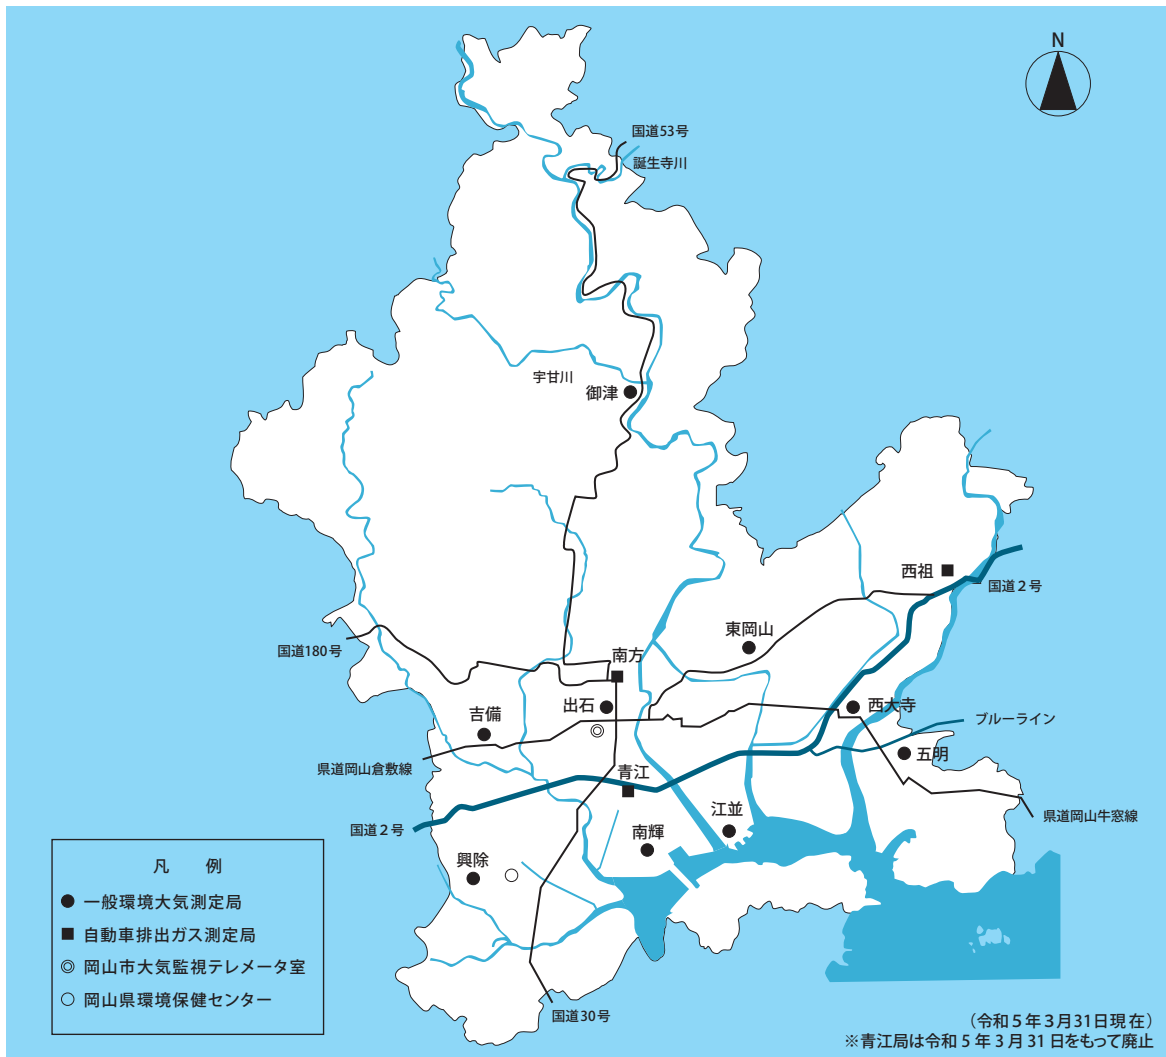 N
国道53号
誕生寺川
宇甘川
御津
西祖
国道2号
東岡山
国道180号
南方
出石
西大寺
吉備
ブルーライン
五明
県道岡山倉敷線
青江
江並
県道岡山牛窓線
国道2号
南輝
興除
凡 例
● 一般環境大気測定局
■ 自動車排出ガス測定局
◎ 岡山市大気監視テレメータ室
○ 岡山県環境保健センター
国道30号
(令和5年3月31日現在)
※青江局は令和5年3月31日をもって廃止